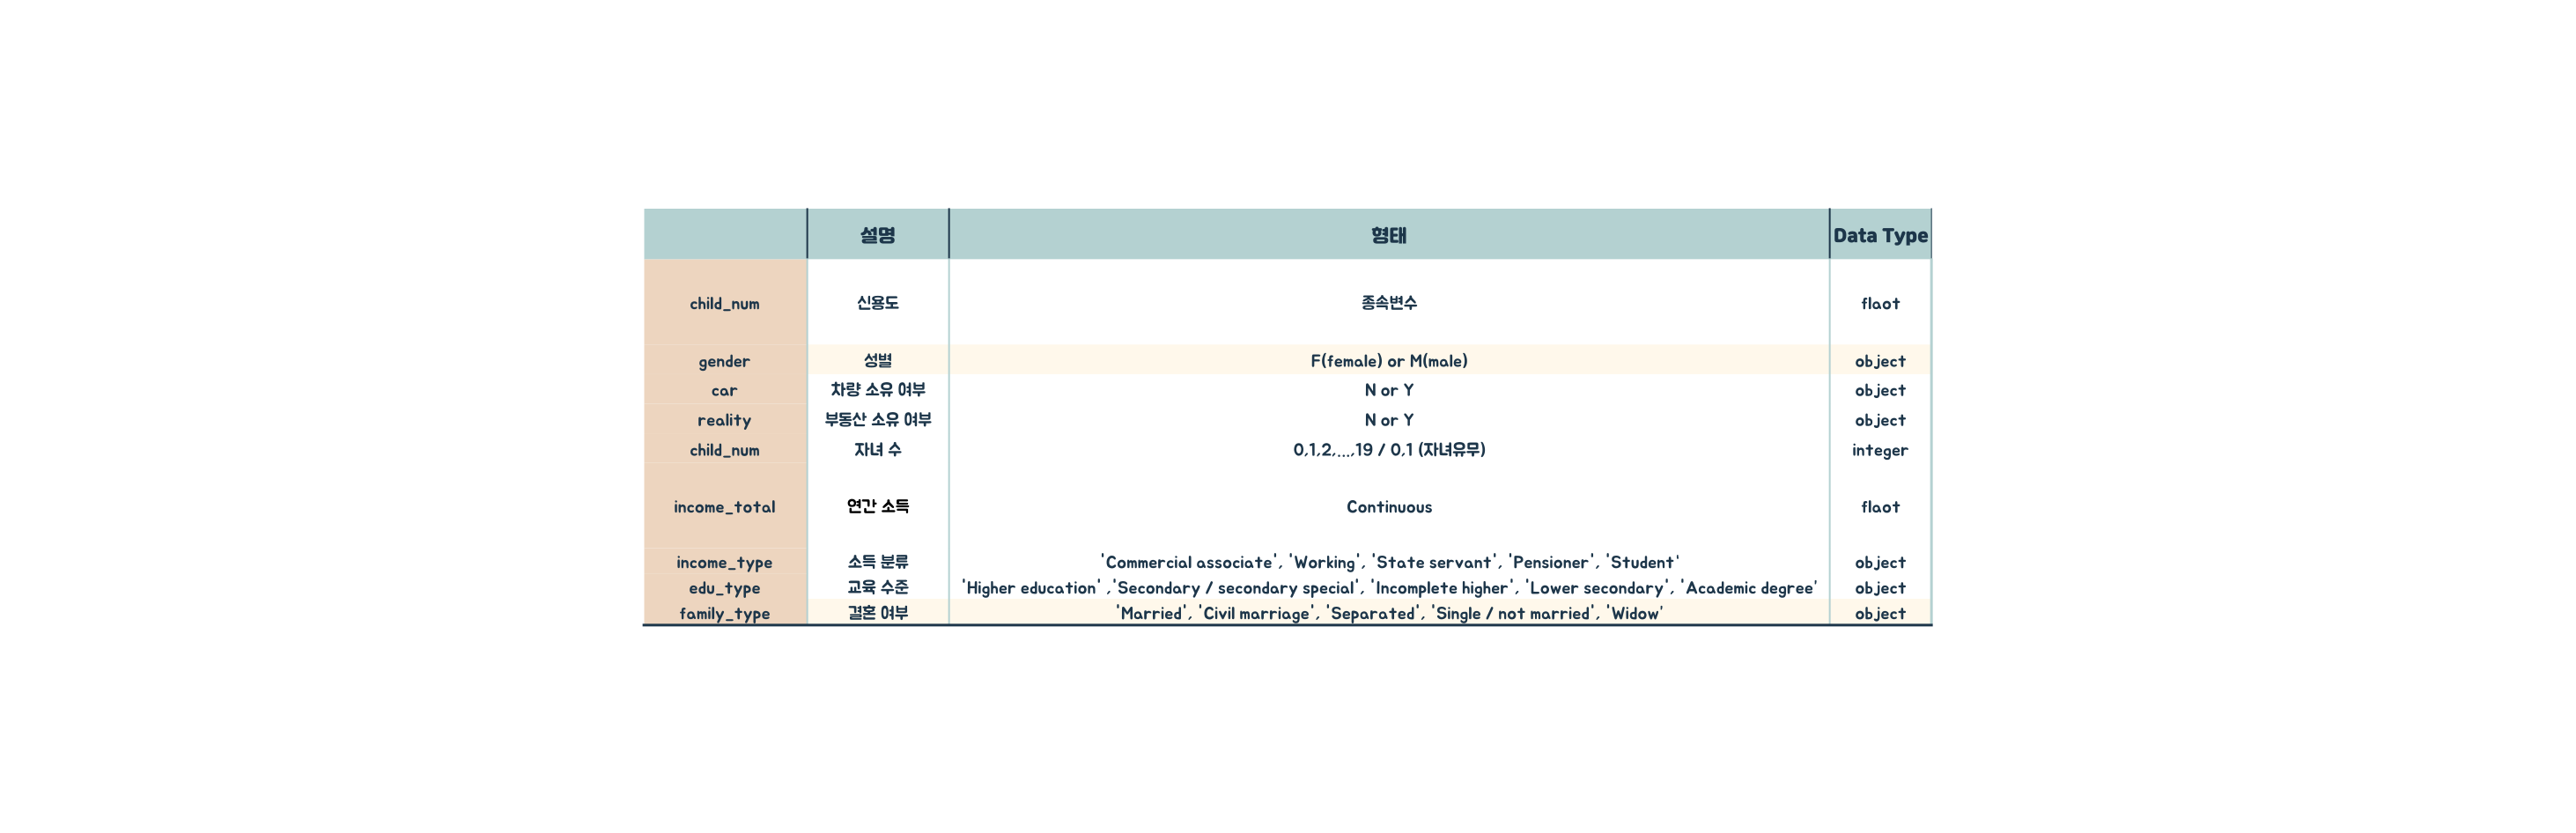 설명 형태 Data Type
child_num 신용도 종속변수 flaot
gender 성별 F(female) or M(male) object
car 차량 소유 여부 N or Y object
reality 부동산 소유 여부 N or Y object
child_num 자녀 수 0,1,2,...,19 / 0,1 (자녀유무) integer
income_total 연간 소득 Continuous flaot
income_type 소득 분류 'Commercial associate', 'Working', 'State servant', 'Pensioner', 'Student' object
edu_type 교육 수준 'Higher education' ,'Secondary / secondary special', 'Incomplete higher', 'Lower secondary', 'Academic degree' object
family_type 결혼 여부 'Married', 'Civil marriage', 'Separated', 'Single / not married', 'Widow' object